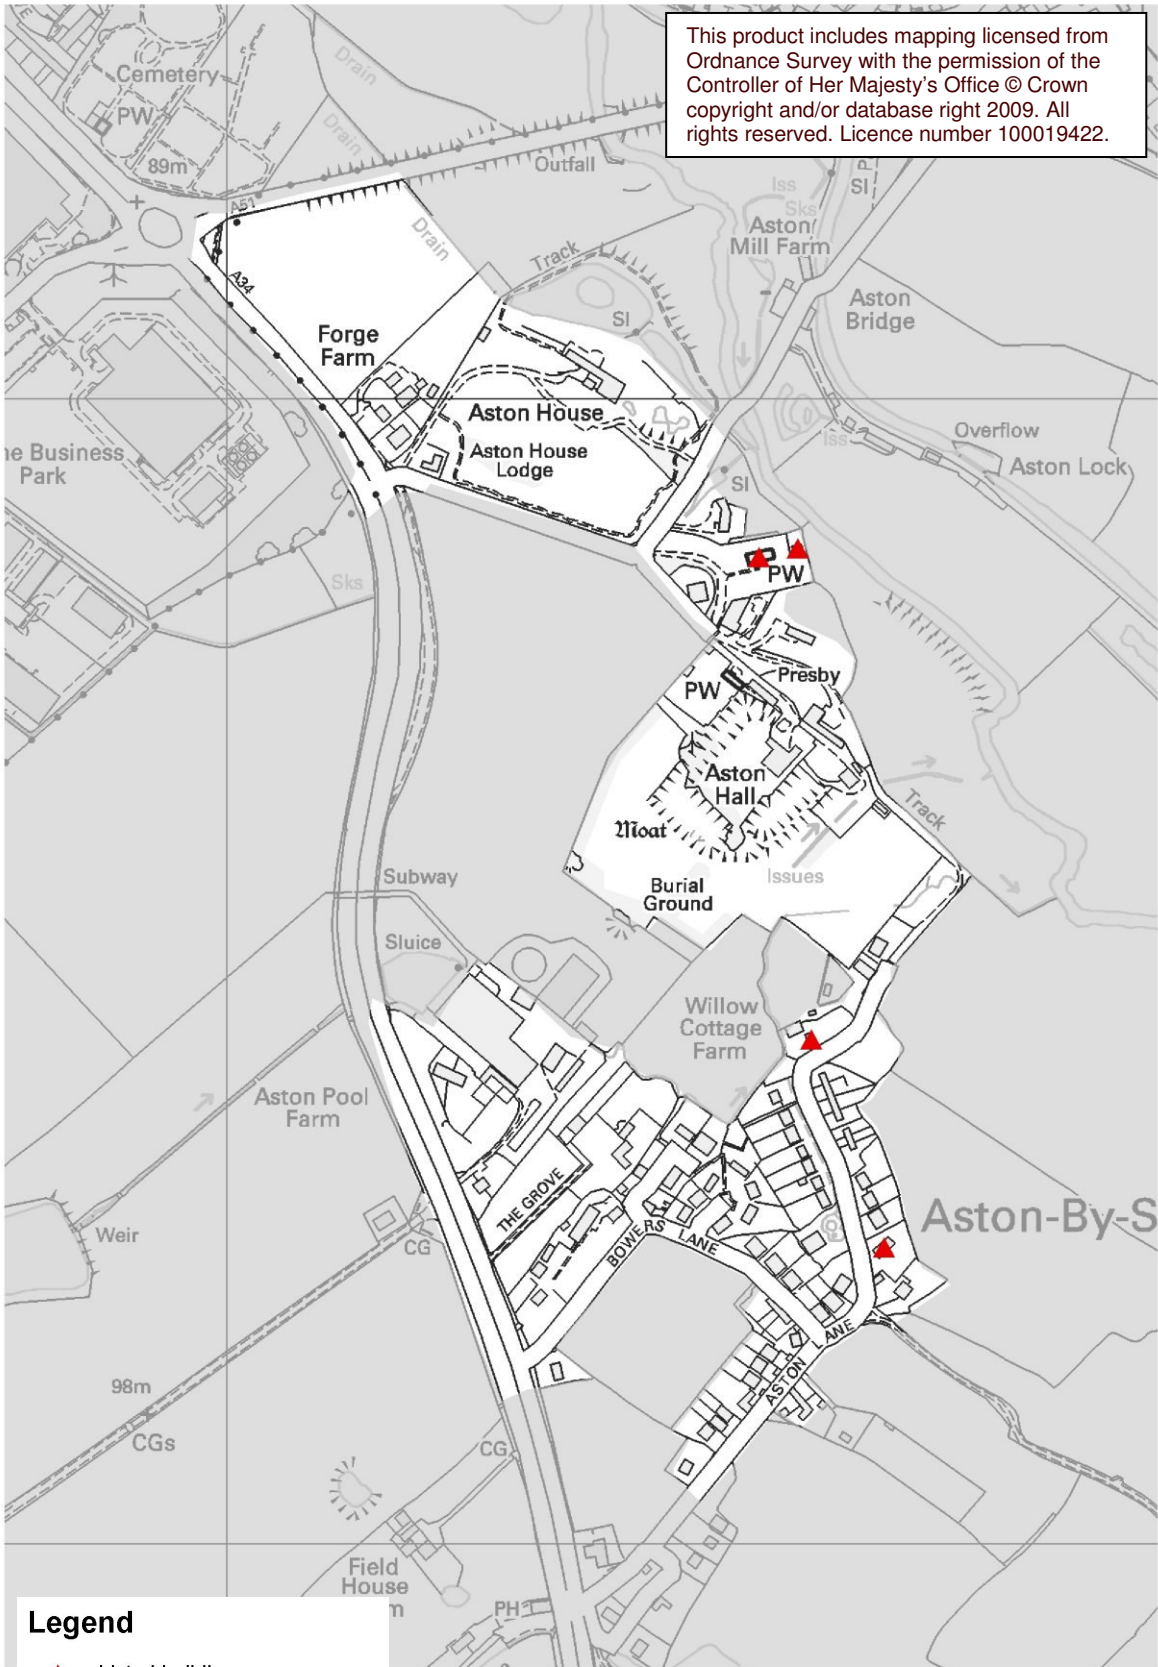 This product includes mapping licensed from
Ordnance Survey with the permission of the
Controller of Her Majesty's Office © Crown
copyright and/or database right 2009. All
rights reserved. Licence number 100019422.
Cemetery
PW
89m
Drain
Drain
Outfall
Iss
Sks
SI
Aston
Mill Farm
A51
Drain
Track
A34
Aston
Bridge
SI
Forge
Farm
Aston House
Aston House
Lodge
Iss
Overflow
Aston Lock
ne Business
Park
SI
Sks
PW
Presby
PW
Aston
Hall
Moat
Track
Subway
Burial
Ground
Issues
Sluice
Willow
Cottage
Farm
Aston Pool
Farm
THE GROVE
BOWERS LANE
Weir
CG
Aston-By-S
ASTON LANE
98m
CGs
CG
Field
House
m
PH
Legend